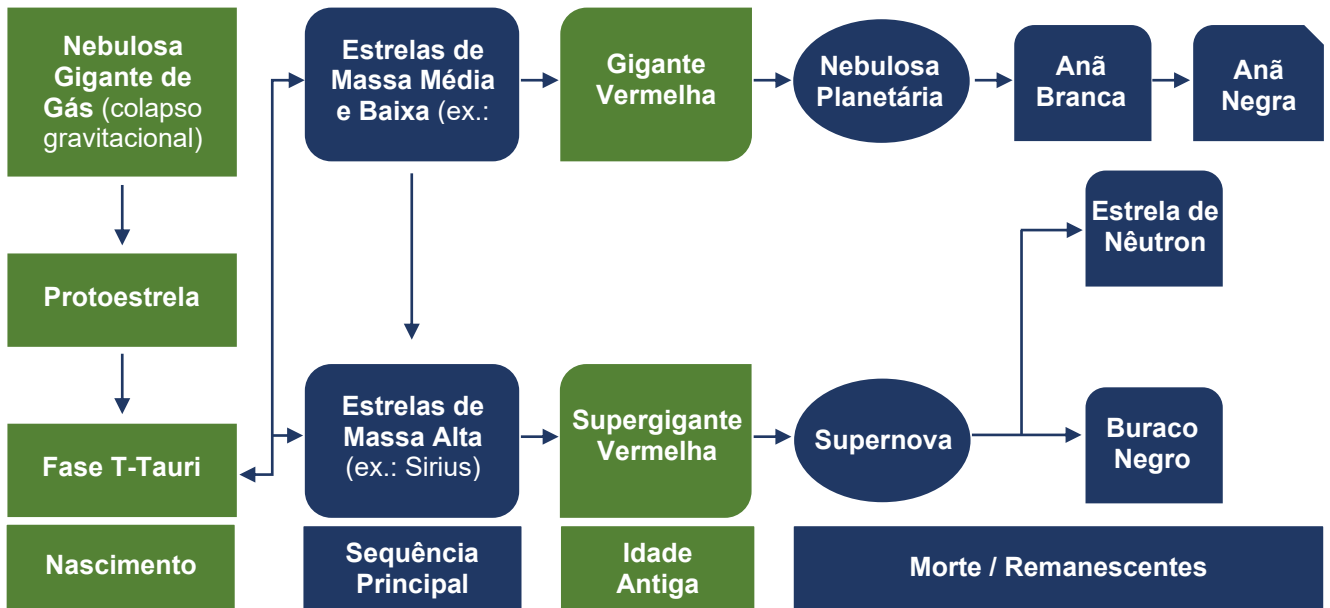 Nebulosa
Gigante de
Gás (colapso
gravitacional)
Protoestrela
Fase T-Tauri
Nascimento
Estrelas de
Massa Média
e Baixa (ex.:
Estrelas de
Massa Alta
(ex.: Sirius)
Sequência
Principal
Gigante
Vermelha
Supergigante
Vermelha
Idade
Antiga
Nebulosa
Planetária
Anã
Branca
Anã
Negra
Supernova
Estrela de
Nêutron
Buraco
Negro
Morte / Remanescentes